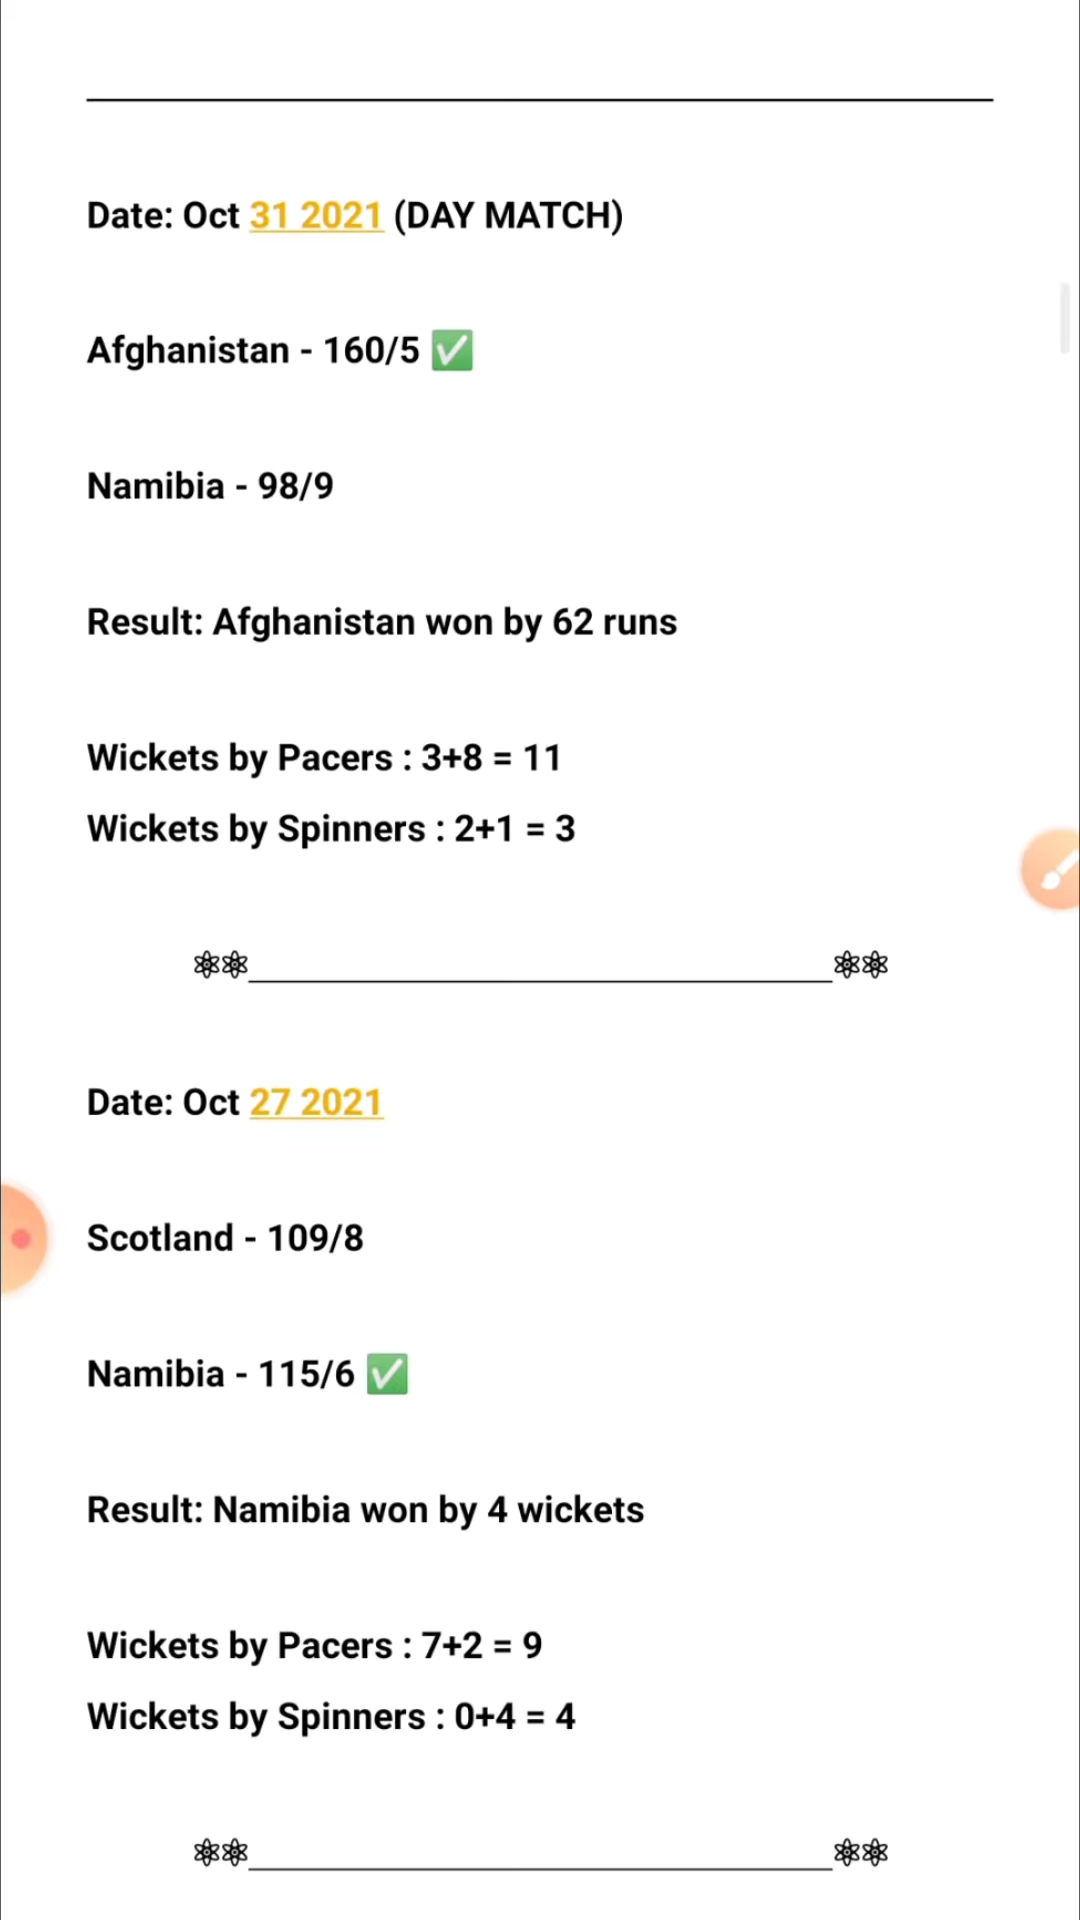 Date: Oct 31 2021 (DAY MATCH)
Afghanistan - 160/5 ✅
Namibia - 98/9
Result: Afghanistan won by 62 runs
Wickets by Pacers : 3+8 = 11
Wickets by Spinners : 2+1 = 3
⚛⚛____________________________⚛⚛
Date: Oct 27 2021
Scotland - 109/8
Namibia - 115/6 ✅
Result: Namibia won by 4 wickets
Wickets by Pacers : 7+2 = 9
Wickets by Spinners : 0+4 = 4
⚛⚛____________________________⚛⚛